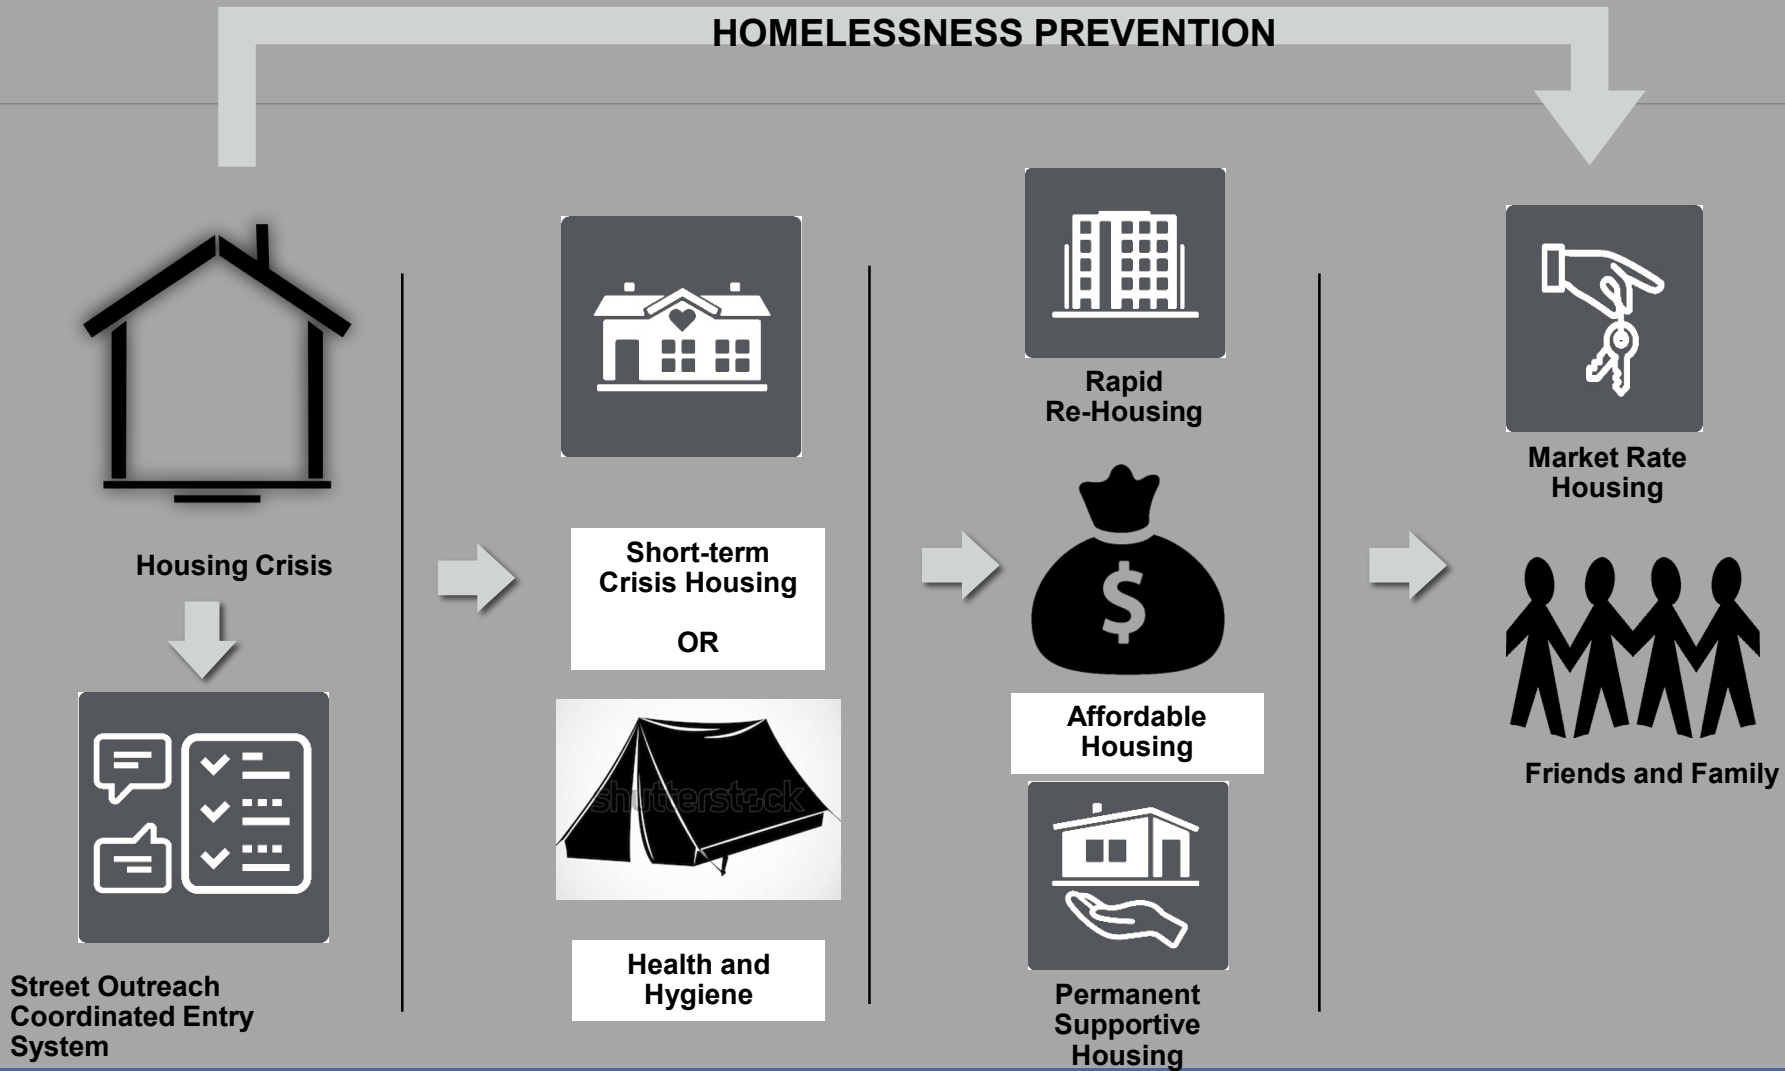 HOMELESSNESS PREVENTION
Housing Crisis
Street Outreach
Coordinated Entry
System
Short-term
Crisis Housing
OR
shutterstock
Health and
Hygiene
Rapid
Re-Housing
$
Affordable
Housing
Permanent
Supportive
Housing
Market Rate
Housing
Friends and Family